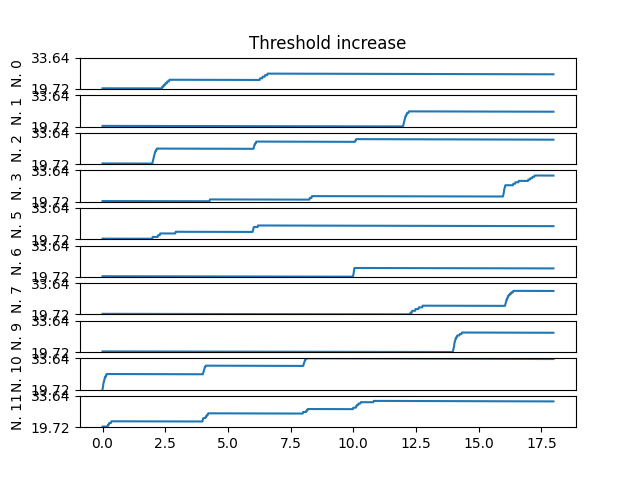 Threshold increase
33.64
N. 0
19.72
33.64
N. 1
19.72
33.64
N. 2
19.72
33.64
N. 3
19.72
33.64
N. 5
19.72
33.64
N. 6
19.72
33.64
N. 7
19.72
33.64
N. 9
19.72
33.64
N. 10
19.72
33.64
N. 11
19.72
0.0 2.5 5.0 7.5 10.0 12.5 15.0 17.5